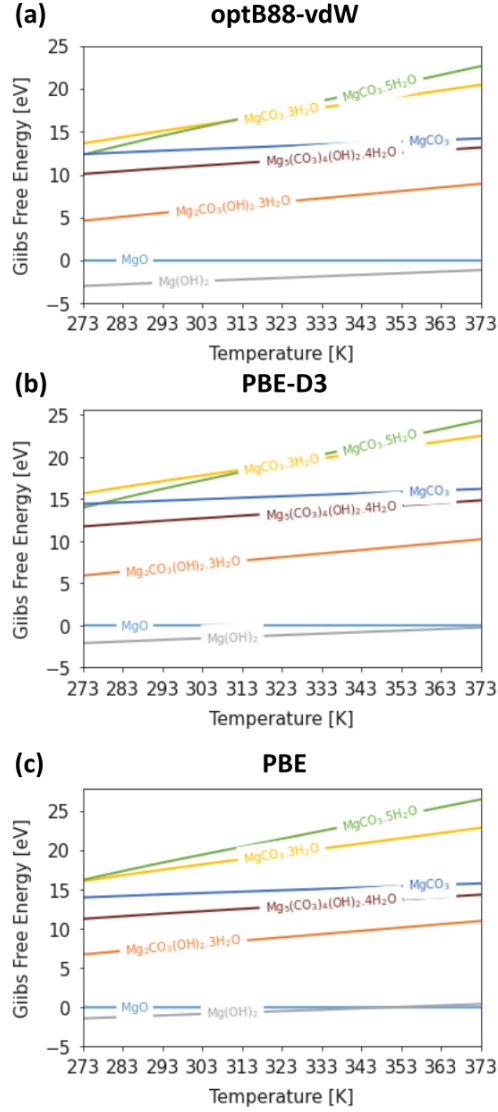 (a) optB88-vdW
Giibs Free Energy [eV]
25
20
15
10
5
0
−5
MgCO₃.5H₂O
MgCO₃.3H₂O
MgCO₃
Mg₅(CO₃)₄(OH)₂.4H₂O
Mg₂CO₃(OH)₂.3H₂O
MgO
Mg(OH)₂
273 283 293 303 313 323 333 343 353 363 373
Temperature [K]
(b) PBE-D3
Giibs Free Energy [eV]
25
20
15
10
5
0
−5
MgCO₃.5H₂O
MgCO₃.3H₂O
MgCO₃
Mg₅(CO₃)₄(OH)₂.4H₂O
Mg₂CO₃(OH)₂.3H₂O
MgO
Mg(OH)₂
273 283 293 303 313 323 333 343 353 363 373
Temperature [K]
(c) PBE
Giibs Free Energy [eV]
25
20
15
10
5
0
−5
MgCO₃.5H₂O
MgCO₃.3H₂O
MgCO₃
Mg₅(CO₃)₄(OH)₂.4H₂O
Mg₂CO₃(OH)₂.3H₂O
MgO
Mg(OH)₂
273 283 293 303 313 323 333 343 353 363 373
Temperature [K]